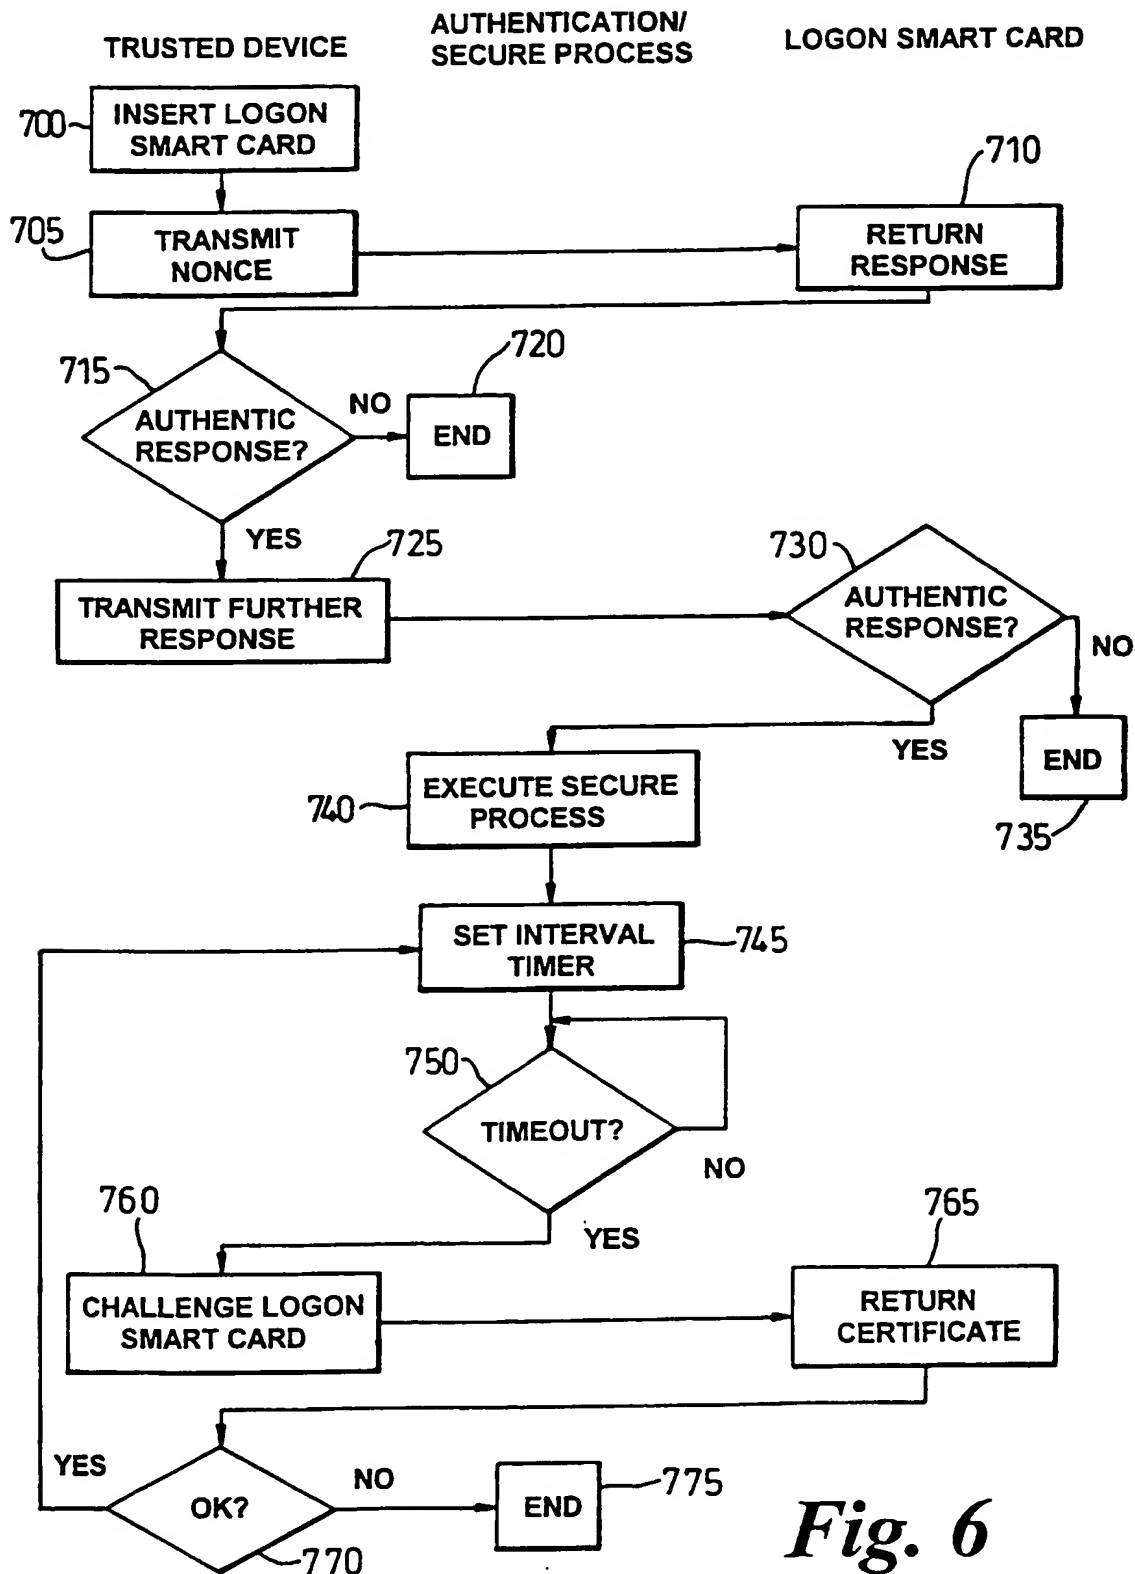 TRUSTED DEVICE
AUTHENTICATION/
SECURE PROCESS
LOGON SMART CARD
700
INSERT LOGON
SMART CARD
705
TRANSMIT
NONCE
710
RETURN
RESPONSE
715
AUTHENTIC
RESPONSE?
NO
720
END
YES
725
TRANSMIT FURTHER
RESPONSE
730
AUTHENTIC
RESPONSE?
NO
YES
END
735
740
EXECUTE SECURE
PROCESS
SET INTERVAL
TIMER
745
750
TIMEOUT?
NO
YES
760
CHALLENGE LOGON
SMART CARD
765
RETURN
CERTIFICATE
YES
OK?
NO
770
END
775
Fig. 6